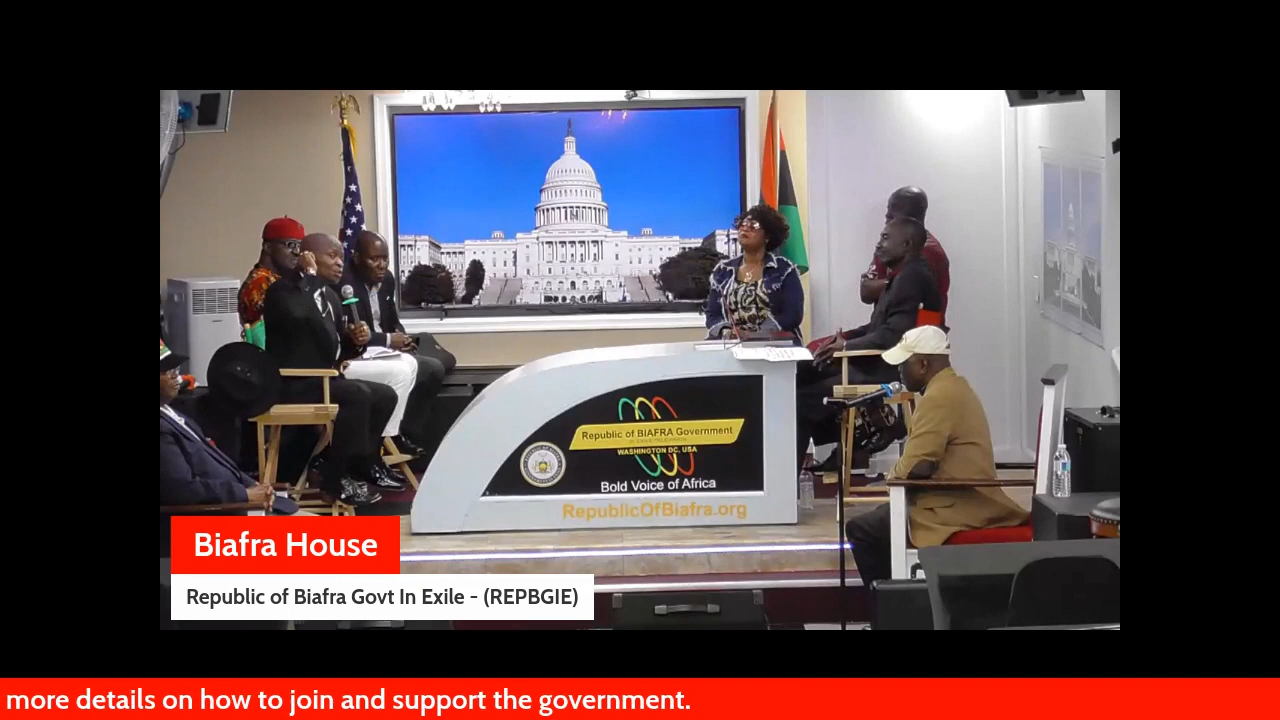 Republic of BIAFRA Government
WASHINGTON DC, USA
Bold Voice of Africa
RepublicOfBiafra.org
Biafra House
Republic of Biafra Govt In Exile - (REPBGIE)
more details on how to join and support the government.